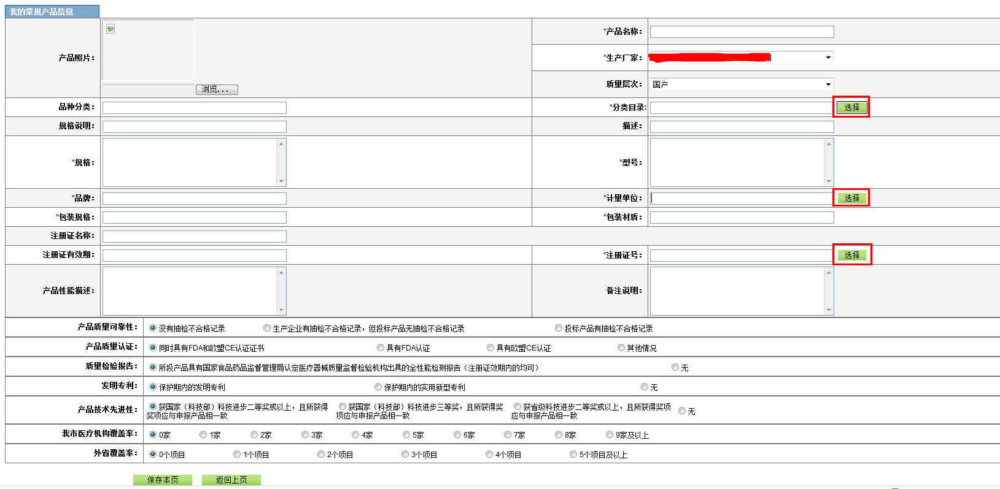 我的常规产品信息
产品照片：
浏览...
*产品名称：
*生产厂家：
质量层次：
国产
品种分类：
*分类目录:
选择
规格说明：
描述：
*规格：
*型号：
*品牌：
*计量单位：
选择
*包装规格：
*包装材质：
注册证名称：
注册证有效期：
*注册证号：
选择
产品性能描述：
备注说明：
产品质量可靠性：
没有抽检不合格记录
生产企业有抽检不合格记录，但投标产品无抽检不合格记录
投标产品有抽检不合格记录
产品质量认证：
同时具有FDA和欧盟CE认证证书
具有FDA认证
具有欧盟CE认证
其他情况
质量检验报告：
所投产品具有国家食品药品监督管理局认定医疗器械质量监督检验机构出具的全性能检测报告（注册证效期内的均可）
无
发明专利：
保护期内的发明专利
保护期内的实用新型专利
无
产品技术先进性：
获国家（科技部）科技进步二等奖或以上，且所获得
奖项应与申报产品相一致
获国家（科技部）科技进步三等奖，且所获得奖
项应与申报产品相一致
获省级科技进步二等奖或以上，且所获得奖项
应与申报产品相一致
无
我市医疗机构覆盖率：
0家
1家
2家
3家
4家
5家
6家
7家
8家
9家及以上
外省覆盖率：
0个项目
1个项目
2个项目
3个项目
4个项目
5个项目及以上
保存本页
返回上页